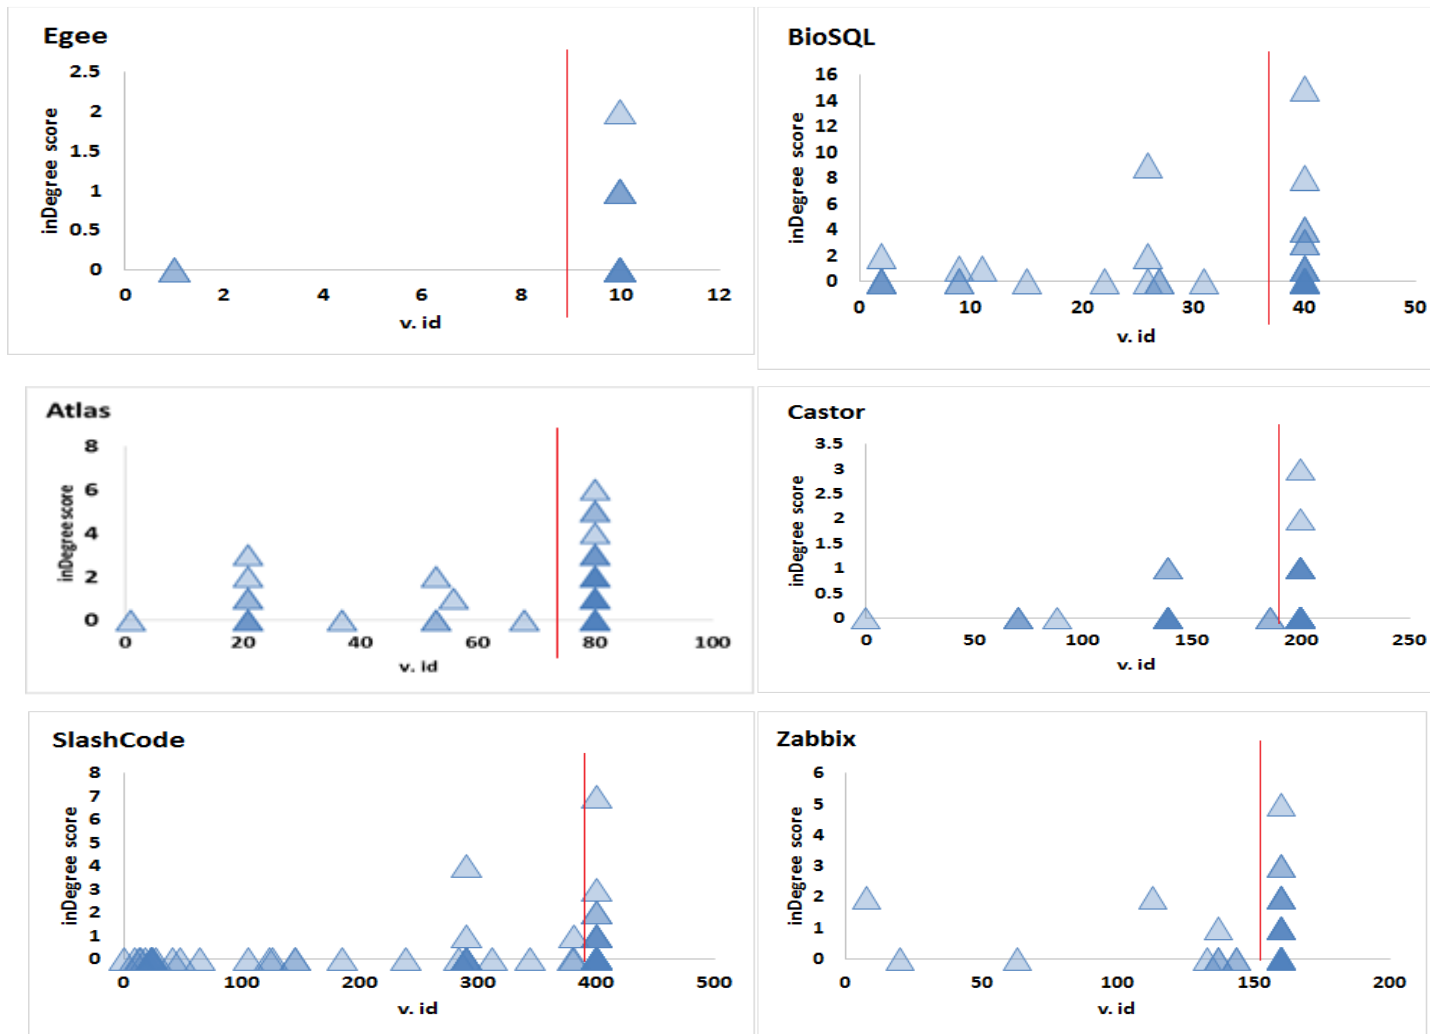 Egee
2.5
2
1.5
1
0.5
0
inDegree score
0 2 4 6 8 10 12
v. id
BioSQL
16
14
12
10
8
6
4
2
0
inDegree score
0 10 20 30 40 50
v. id
Atlas
8
6
4
2
0
inDegree score
0 20 40 60 80 100
v. id
Castor
3.5
3
2.5
2
1.5
1
0.5
0
inDegree score
0 50 100 150 200 250
v. id
SlashCode
8
7
6
5
4
3
2
1
0
inDegree score
0 100 200 300 400 500
v. id
Zabbix
6
5
4
3
2
1
0
inDegree score
0 50 100 150 200
v. id